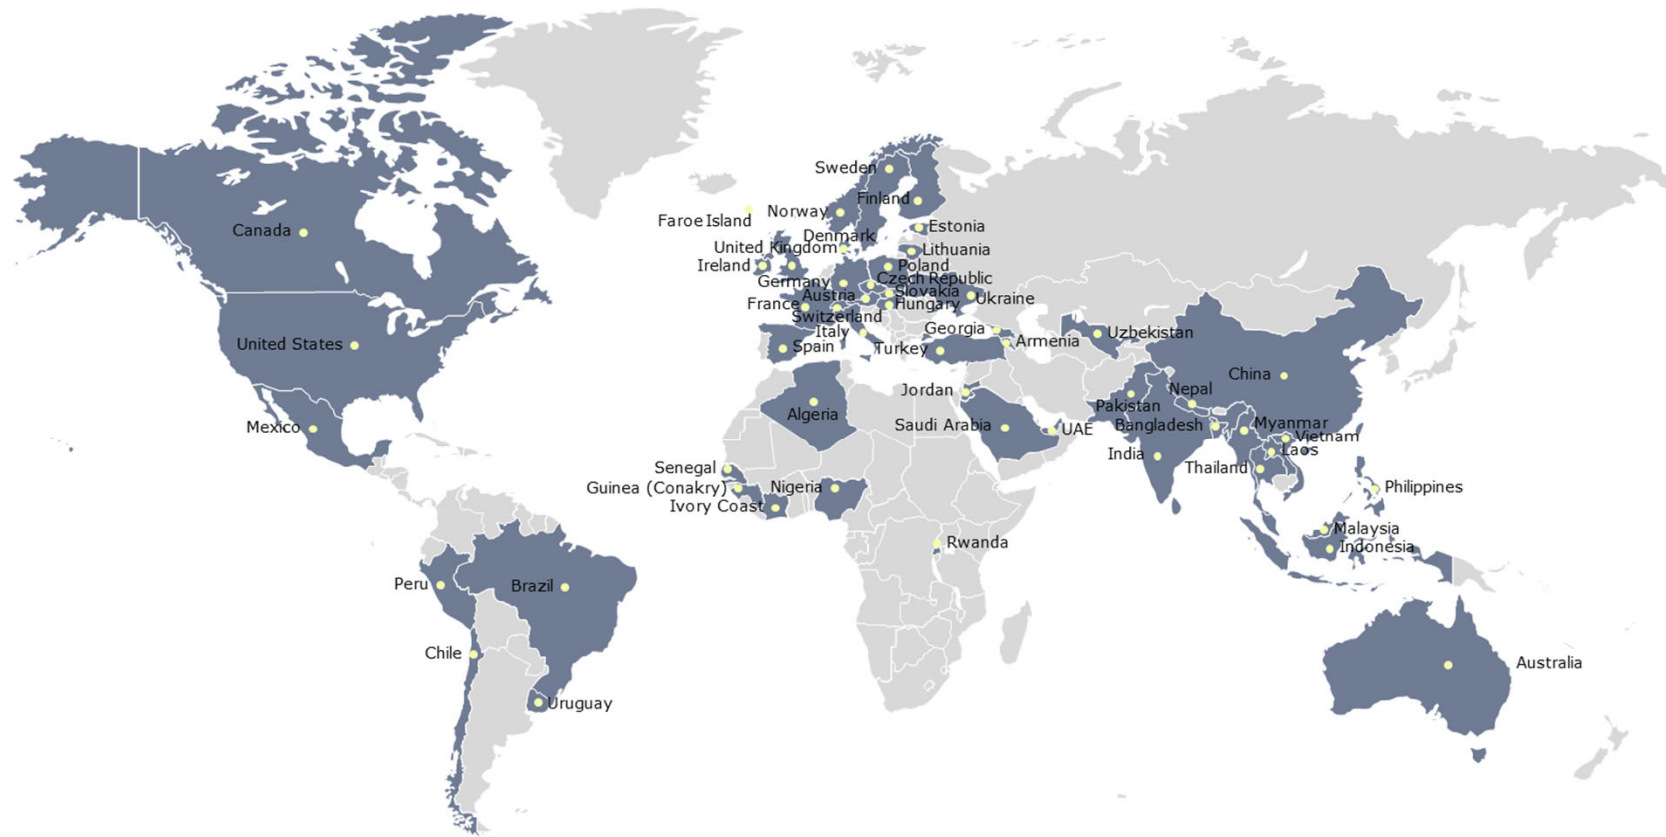 Sweden
Finland
Canada
Faroe Island
Norway
Estonia
Denmark
United Kingdom
Lithuania
Ireland
Poland
Germany
Czech Republic
Austria
Slovakia
Ukraine
France
Hungary
Switzerland
Italy
Georgia
Uzbekistan
United States
Spain
Turkey
Armenia
China
Jordan
Nepal
Pakistan
Algeria
Mexico
Saudi Arabia
UAE
Bangladesh
Myanmar
Vietnam
India
Laos
Senegal
Thailand
Guinea (Conakry)
Nigeria
Philippines
Ivory Coast
Malaysia
Rwanda
Indonesia
Peru
Brazil
Chile
Australia
Uruguay